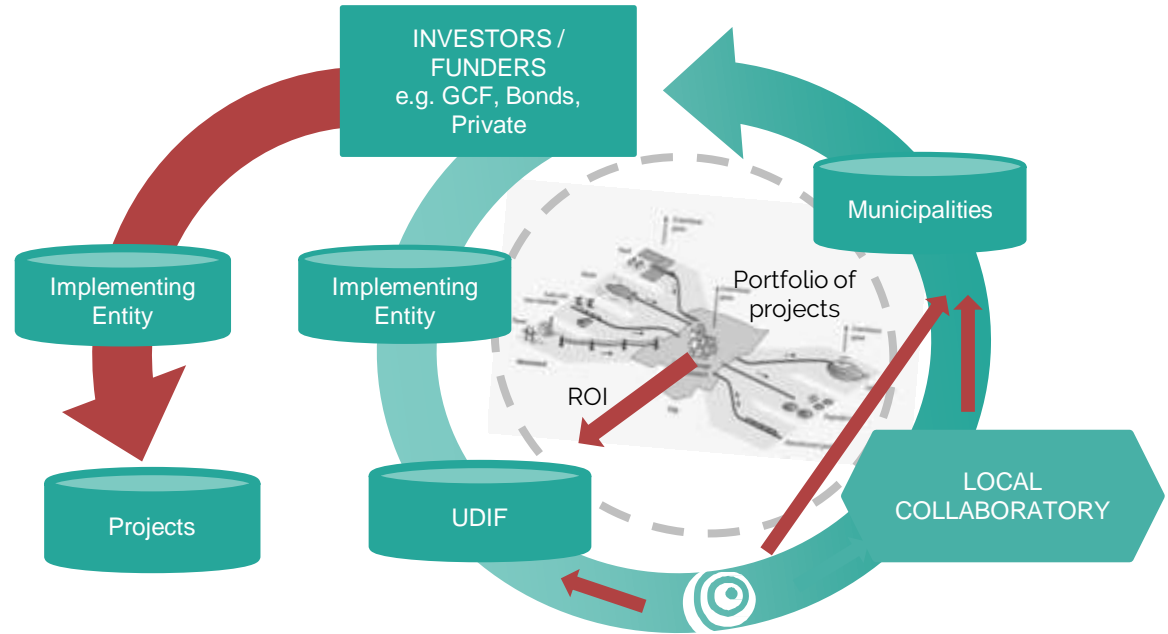 INVESTORS /
FUNDERS
e.g. GCF, Bonds,
Private
Municipalities
Implementing
Entity
Implementing
Entity
Portfolio of
projects
ROI
Projects
UDIF
LOCAL
COLLABORATORY